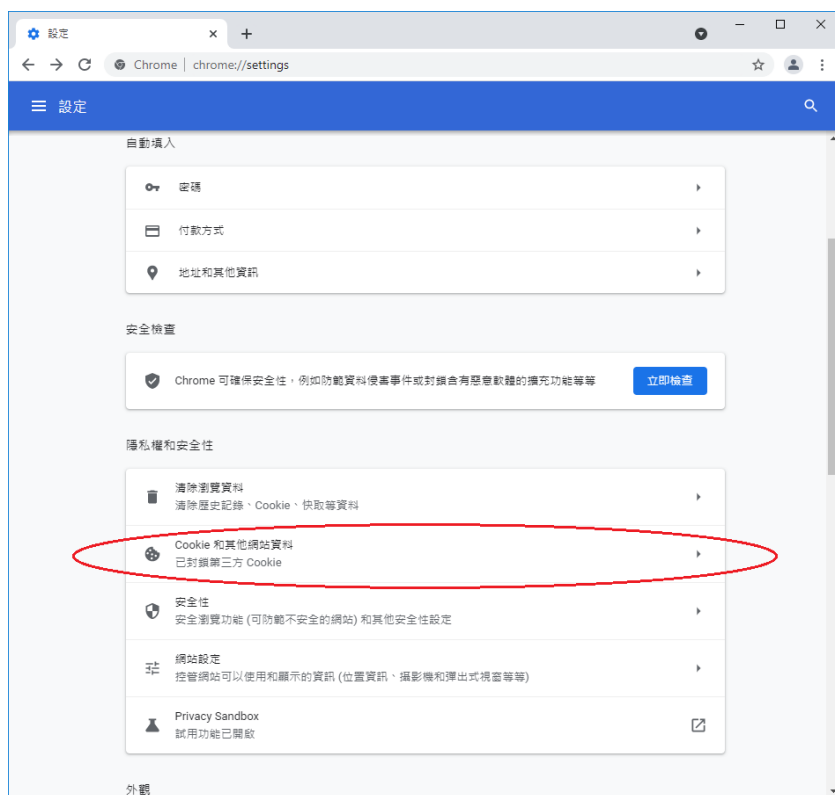 設定
Chrome | chrome://settings
設定
自動填入
密碼
付款方式
地址和其他資訊
安全檢查
Chrome 可確保安全性，例如防範資料侵害事件或封鎖含有惡意軟體的擴充功能等等
立即檢查
隱私權和安全性
清除瀏覽資料
清除歷史記錄、Cookie、快取等資料
Cookie 和其他網站資料
已封鎖第三方 Cookie
安全性
安全瀏覽功能 (可防範不安全的網站) 和其他安全性設定
網站設定
控管網站可以使用和顯示的資訊 (位置資訊、攝影機和彈出式視窗等等)
Privacy Sandbox
試用功能已開啟
外觀